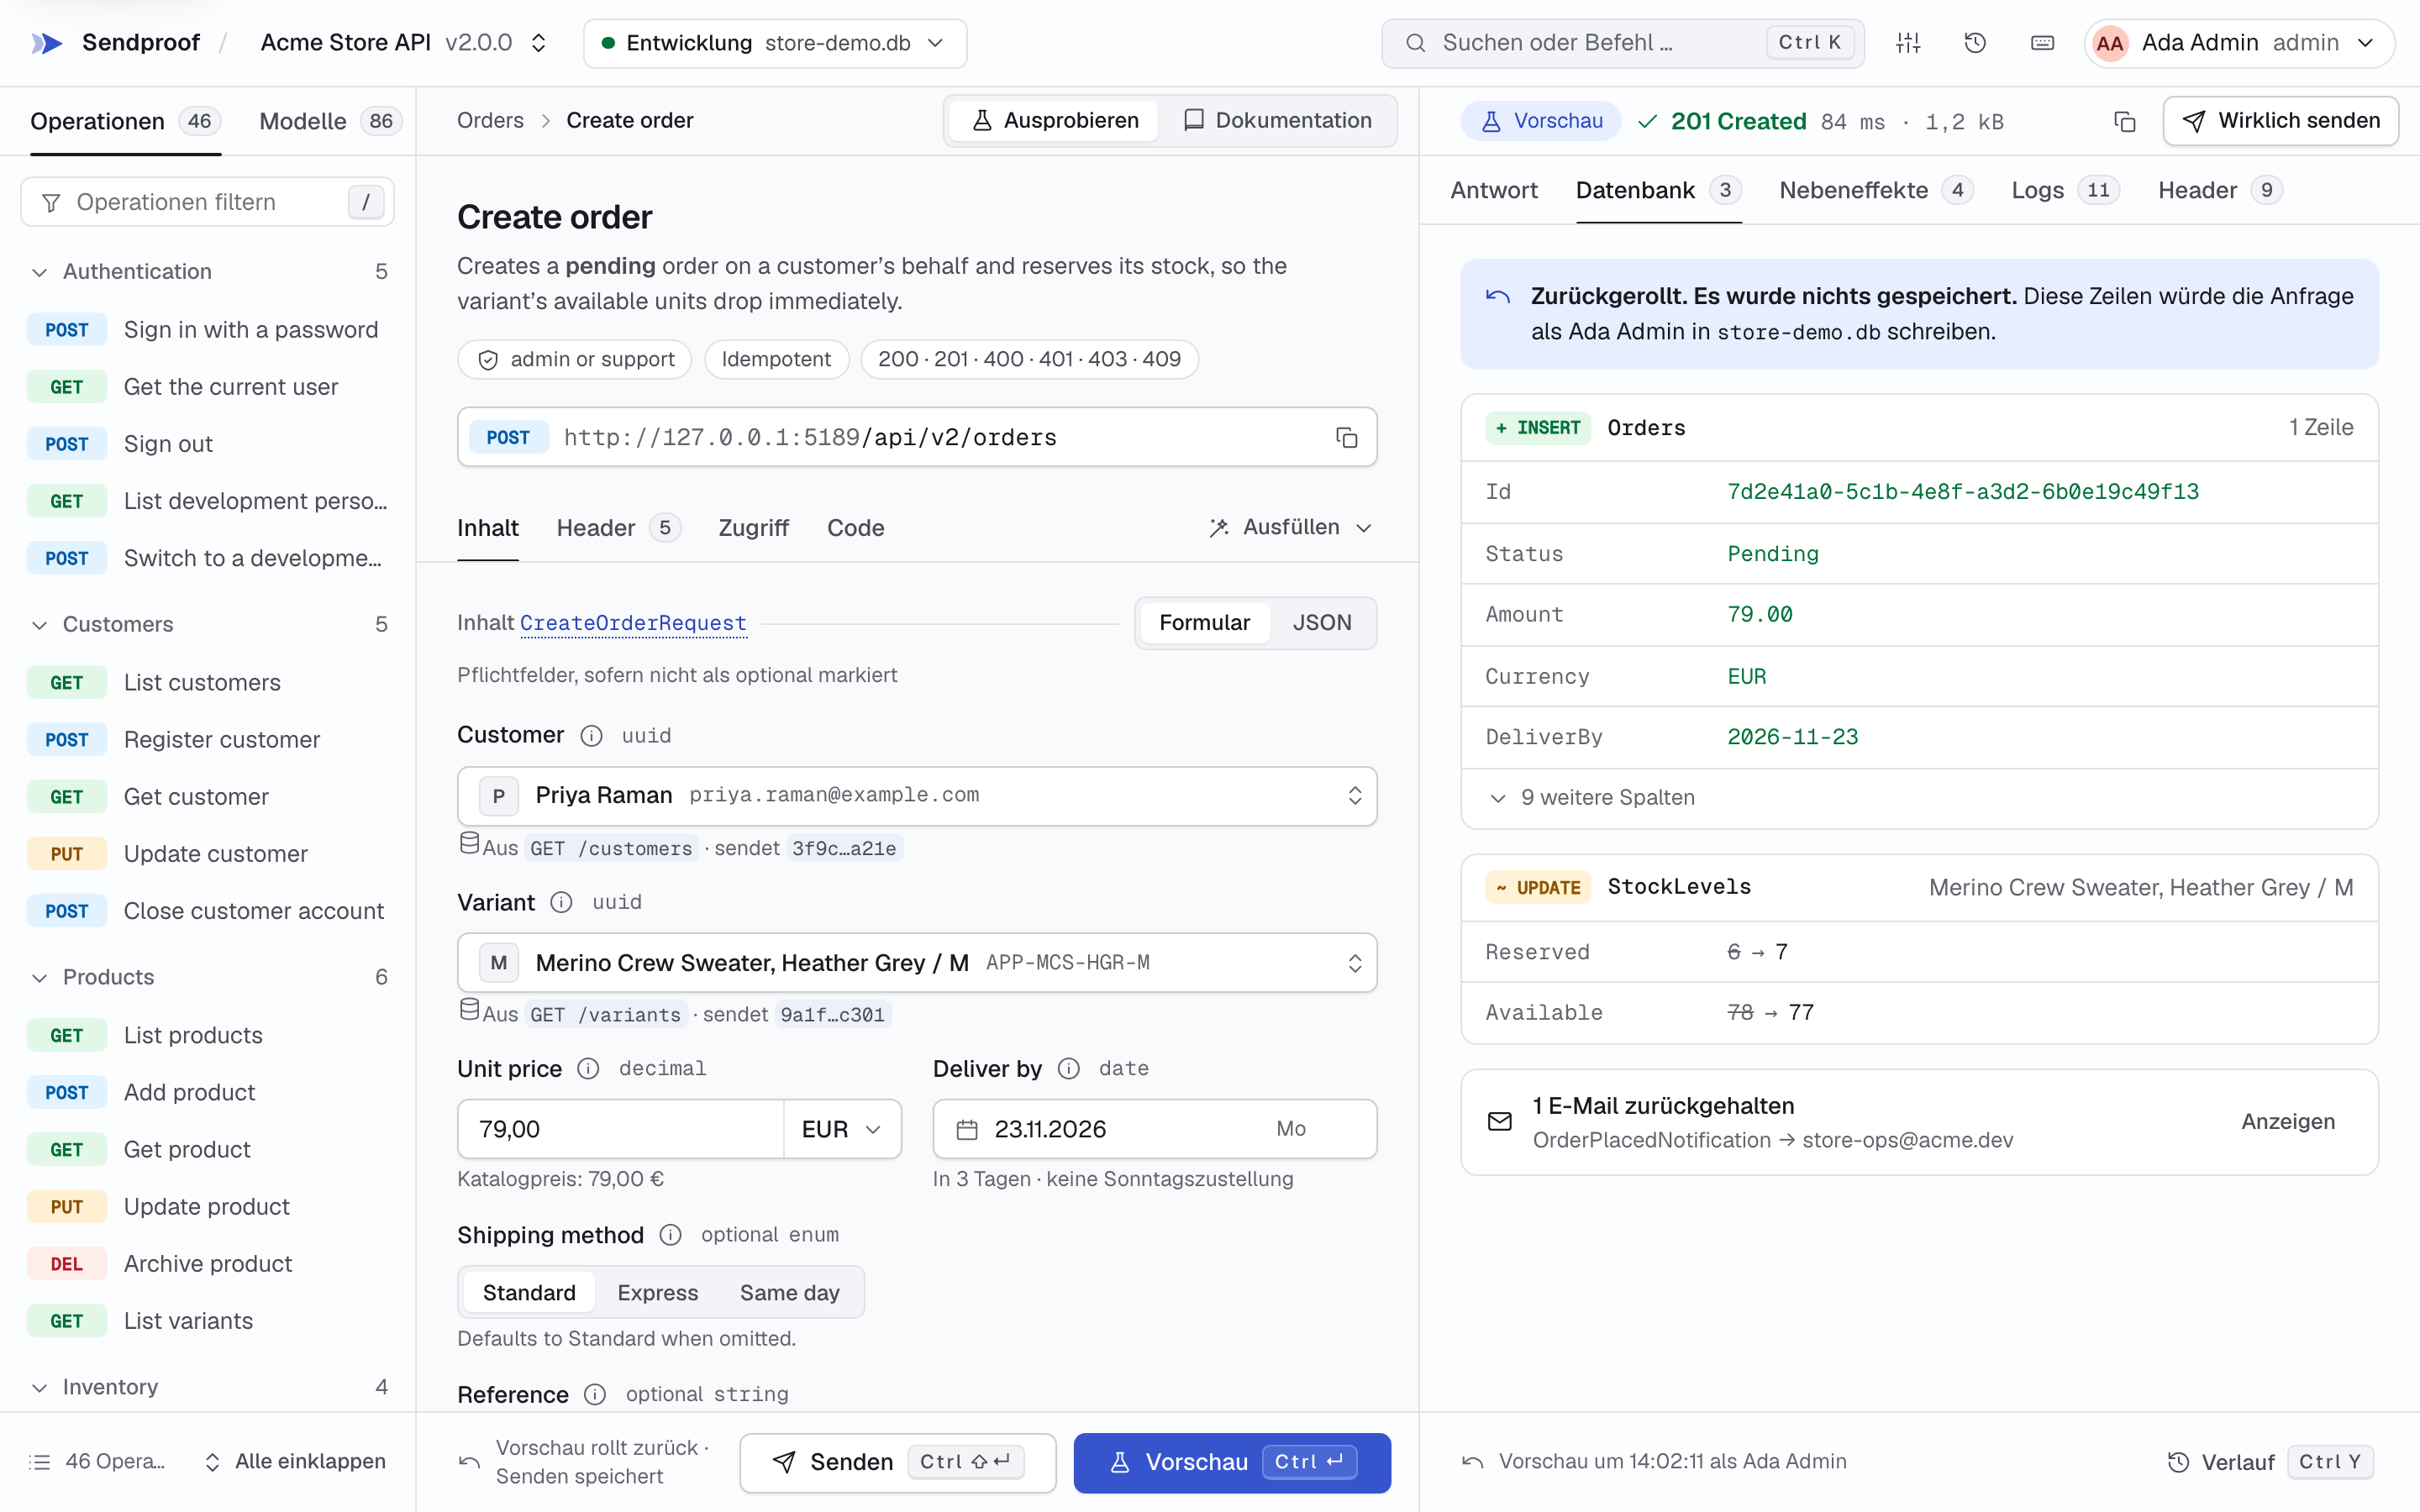 Sendproof / Acme Store API v2.0.0 Entwicklung store-demo.db Suchen oder Befehl … Ctrl K AA Ada Admin admin
Operationen 46 Modelle 86
Operationen filtern /
Authentication 5
POST Sign in with a password
GET Get the current user
POST Sign out
GET List development perso…
POST Switch to a developme…
Customers 5
GET List customers
POST Register customer
GET Get customer
PUT Update customer
POST Close customer account
Products 6
GET List products
POST Add product
GET Get product
PUT Update product
DEL Archive product
GET List variants
Inventory 4
46 Opera… Alle einklappen
Orders > Create order Ausprobieren Dokumentation
Create order
Creates a pending order on a customer’s behalf and reserves its stock, so the
variant’s available units drop immediately.
admin or support Idempotent 200 · 201 · 400 · 401 · 403 · 409
POST http://127.0.0.1:5189/api/v2/orders
Inhalt Header 5 Zugriff Code Ausfüllen
Inhalt CreateOrderRequest Formular JSON
Pflichtfelder, sofern nicht als optional markiert
Customer uuid
P Priya Raman priya.raman@example.com
Aus GET /customers · sendet 3f9c…a21e
Variant uuid
M Merino Crew Sweater, Heather Grey / M APP-MCS-HGR-M
Aus GET /variants · sendet 9a1f…c301
Unit price decimal Deliver by date
79,00 EUR 23.11.2026 Mo
Katalogpreis: 79,00 € In 3 Tagen · keine Sonntagszustellung
Shipping method optional enum
Standard Express Same day
Defaults to Standard when omitted.
Reference optional string
Vorschau rollt zurück ·
Senden speichert
Senden Ctrl ⇧ ↵ Vorschau Ctrl ↵
Vorschau 201 Created 84 ms · 1,2 kB Wirklich senden
Antwort Datenbank 3 Nebeneffekte 4 Logs 11 Header 9
Zurückgerollt. Es wurde nichts gespeichert. Diese Zeilen würde die Anfrage
als Ada Admin in store-demo.db schreiben.
+ INSERT Orders 1 Zeile
Id 7d2e41a0-5c1b-4e8f-a3d2-6b0e19c49f13
Status Pending
Amount 79.00
Currency EUR
DeliverBy 2026-11-23
9 weitere Spalten
~ UPDATE StockLevels Merino Crew Sweater, Heather Grey / M
Reserved 6 → 7
Available 78 → 77
1 E-Mail zurückgehalten
OrderPlacedNotification → store-ops@acme.dev
Anzeigen
Vorschau um 14:02:11 als Ada Admin Verlauf Ctrl Y